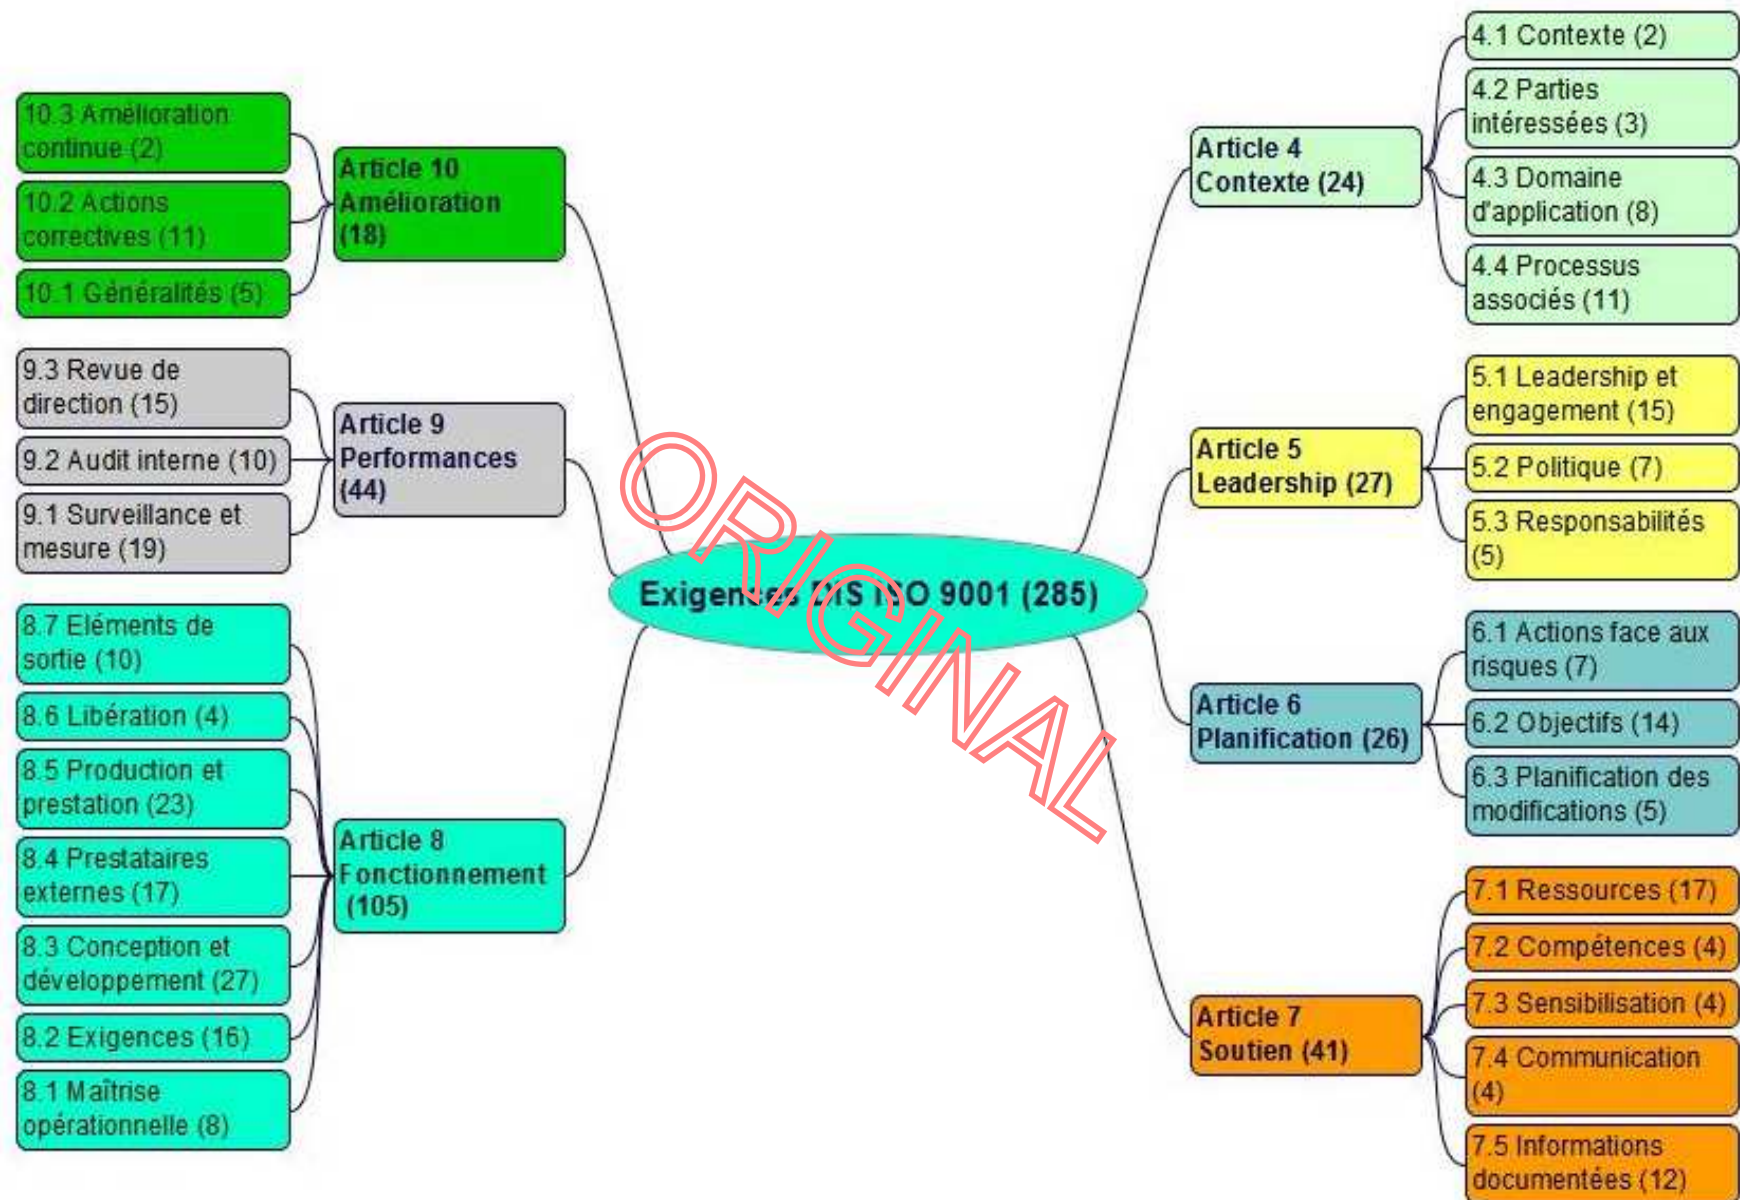 Exigences DIS ISO 9001 (285)
ORIGINAL
Article 4
Contexte (24)
4.1 Contexte (2)
4.2 Parties
intéressées (3)
4.3 Domaine
d'application (8)
4.4 Processus
associés (11)
Article 5
Leadership (27)
5.1 Leadership et
engagement (15)
5.2 Politique (7)
5.3 Responsabilités
(5)
Article 6
Planification (26)
6.1 Actions face aux
risques (7)
6.2 Objectifs (14)
6.3 Planification des
modifications (5)
Article 7
Soutien (41)
7.1 Ressources (17)
7.2 Compétences (4)
7.3 Sensibilisation (4)
7.4 Communication
(4)
7.5 Informations
documentées (12)
Article 10
Amélioration
(18)
10.3 Amélioration
continue (2)
10.2 Actions
correctives (11)
10.1 Généralités (5)
Article 9
Performances
(44)
9.3 Revue de
direction (15)
9.2 Audit interne (10)
9.1 Surveillance et
mesure (19)
Article 8
Fonctionnement
(105)
8.7 Eléments de
sortie (10)
8.6 Libération (4)
8.5 Production et
prestation (23)
8.4 Prestataires
externes (17)
8.3 Conception et
développement (27)
8.2 Exigences (16)
8.1 Maîtrise
opérationnelle (8)